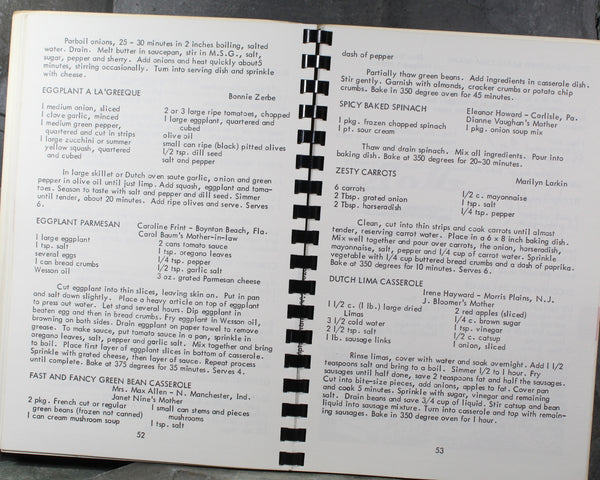 Parboil onions, 25 - 30 minutes in 2 inches boiling, salted
water. Drain. Melt butter in saucepan, stir in M.S.G., salt,
sugar, pepper and sherry. Add onions and heat quickly about5
minutes, stirring occasionally. Turn into serving dish and sprinkle
with cheese.
EGGPLANT A LA'GREEQUE
Bonnie Zerbe
1 medium onion, sliced
1 clove garlic, minced
1 medium green pepper,
quartered and cut in strips
1 large zucchini or summer
yellow squash, quartered
and cubed
2 or 3 large ripe tomatoes, chopped
1 large eggplant, quartered and
cubed
olive oil
small can ripe (black) pitted olives
1/2 tsp. dill seed
salt and pepper
In large skillet or Dutch oven saute garlic, onion and green
pepper in olive oil until just limp. Add squash, eggplant and toma-
toes. Season to taste with salt and pepper and dill seed. Simmer
until tender, about 20 minutes. Add ripe olives and serve. Serves
6.
EGGPLANT PARMESAN
Caroline Print - Boynton Beach, Fla.
Carol Baum's Mother-in-law
1 large eggplant
1 tsp. salt
several eggs
1 can bread crumbs
Wesson oil
2 cans tomato sauce
1 tsp. oregano leaves
1/4 tsp. pepper
1/2 tsp. garlic salt
3 oz. grated Parmesan cheese
Cut eggplant into thin slices, leaving skin on. Put in pan
and salt down slightly. Place a heavy article on top of eggplant
to press out water. Let stand several hours. Dip eggplant in
beaten egg and then in bread crumbs. Fry eggplant in Wesson oil,
browning on both sides. Drain eggplant on paper towel to remove
grease. To make sauce, put tomato sauce in a pan, sprinkle in
oregano leaves, salt, pepper and garlic salt. Mix together and bring
to boil. Place first layer of eggplant slices in bottom of casserole.
Sprinkle with grated cheese, then layer of sauce. Repeat process
until complete. Bake at 375 degrees for 35 minutes. Serves 4.
FAST AND FANCY GREEN BEAN CASSEROLE
Mrs. Max Allen - N. Manchester, Ind.
Janet Nine's Mother
2 pkg. French cut or regular
green beans (frozen not canned)
1 can cream mushroom soup
1 small can stems and pieces
mushrooms
1 tsp. salt
52
dash of pepper
Partially thaw green beans. Add ingredients in casserole dish.
Stir gently. Garnish with almonds, cracker crumbs or potato chip
crumbs. Bake in 350 degree oven for 45 minutes.
SPICY BAKED SPINACH
Eleanor Howard - Carlisle, Pa.
Dianne Vaughan's Mother
1 pkg. frozen chopped spinach
1 pt. sour cream
1 pkg. onion soup mix
Thaw and drain spinach. Mix all ingredients. Pour into
baking dish. Bake at 350 degrees for 20-30 minutes.
ZESTY CARROTS
Marilyn Larkin
6 carrots
2 Tbsp. grated onion
2 Tbsp. horseradish
1/2 c. mayonnaise
1 tsp. salt
1/4 tsp. pepper
Clean, cut into thin strips and cook carrots until almost
tender, reserving carrot water. Place in a 6 x 8 inch baking dish.
Mix well together and pour over carrots, the onion, horseradish,
mayonnaise, salt, pepper and 1/4 cup of carrot water. Sprinkle
vegetable with 1/4 cup buttered bread crumbs and a dash of paprika.
Bake at 350 degrees for 10 minutes. Serves 6.
DUTCH LIMA CASSEROLE
Irene Hayward - Morris Plains, N.J.
J. Bloomer's Mother
1 1/2 c. (1 lb.) large dried
Limas
3 1/2 cold water
2 1/2 tsp. salt
1 lb. sausage links
2 red apples (sliced)
1/4 c. brown sugar
1 tsp. vinegar
1/2 c. catsup
1 onion, sliced
Rinse limas, cover with water and soak overnight. Add 1 1/2
teaspoons salt and bring to a boil. Simmer 1/2 to 1 hour. Fry
sausages until half done, save 2 teaspoons fat and half the sausages.
Cut into bite-size pieces, add onions, apples to fat. Cover pan
and cook 5 minutes. Sprinkle with sugar, vinegar and remaining
salt. Drain beans and save 3/4 cup of liquid. Stir catsup and bean
liquid into sausage mixture. Turn into casserole and top with remain-
ing sausages. Bake in 350 degree oven for 1 hour.
53